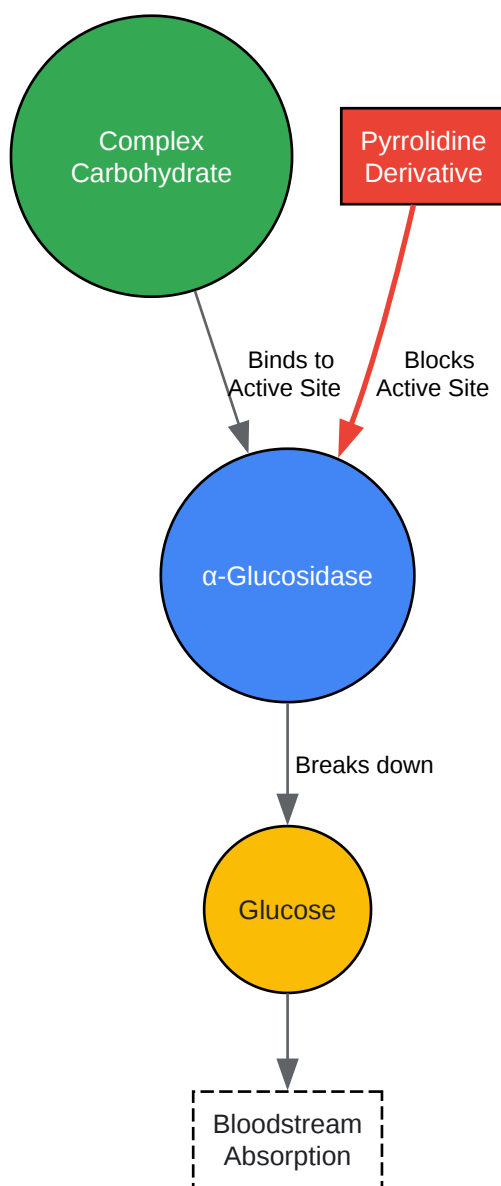 Complex
Carbohydrate
Pyrrolidine
Derivative
Binds to
Active Site
Blocks
Active Site
α-Glucosidase
Breaks down
Glucose
Bloodstream
Absorption